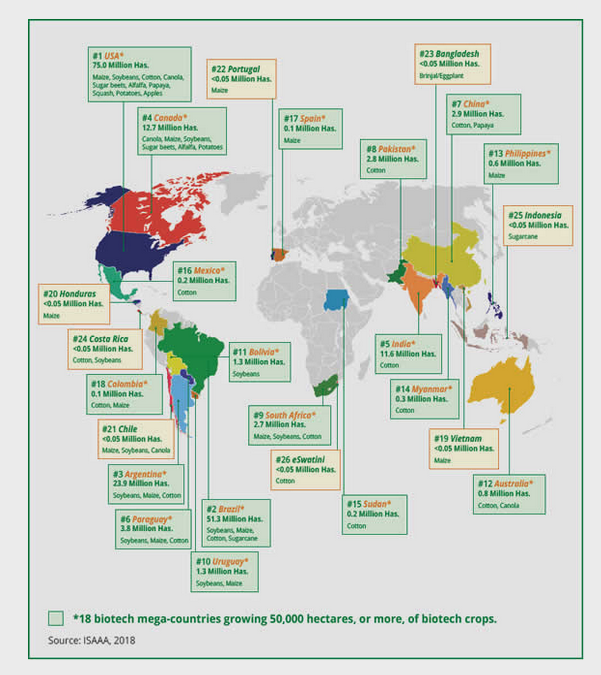 #1 USA*
75.0 Million Has.
Maize, Soybeans, Cotton, Canola,
Sugar beets, Alfalfa, Papaya,
Squash, Potatoes, Apples
#22 Portugal
<0.05 Million Has.
Maize
#23 Bangladesh
<0.05 Million Has.
Brinjal/Eggplant
#4 Canada*
12.7 Million Has.
Canola, Maize, Soybeans,
Sugar beets, Alfalfa, Potatoes
#17 Spain*
0.1 Million Has.
Maize
#7 China*
2.9 Million Has.
Cotton, Papaya
#8 Pakistan*
2.8 Million Has.
Cotton
#13 Philippines*
0.6 Million Has.
Maize
#25 Indonesia
<0.05 Million Has.
Sugarcane
#16 Mexico*
0.2 Million Has.
Cotton
#20 Honduras
<0.05 Million Has.
Maize
#24 Costa Rica
<0.05 Million Has.
Cotton, Soybeans
#11 Bolivia*
1.3 Million Has.
Soybeans
#5 India*
11.6 Million Has.
Cotton
#18 Colombia*
0.1 Million Has.
Cotton, Maize
#14 Myanmar*
0.3 Million Has.
Cotton
#9 South Africa*
2.7 Million Has.
Maize, Soybeans, Cotton
#21 Chile
<0.05 Million Has.
Maize, Soybeans, Canola
#19 Vietnam
<0.05 Million Has.
Maize
#26 eSwatini
<0.05 Million Has.
Cotton
#3 Argentina*
23.9 Million Has.
Soybeans, Maize, Cotton
#12 Australia*
0.8 Million Has.
Cotton, Canola
#15 Sudan*
0.2 Million Has.
Cotton
#2 Brazil*
51.3 Million Has.
Soybeans, Maize,
Cotton, Sugarcane
#6 Paraguay*
3.8 Million Has.
Soybeans, Maize, Cotton
#10 Uruguay*
1.3 Million Has.
Soybeans, Maize
*18 biotech mega-countries growing 50,000 hectares, or more, of biotech crops.
Source: ISAAA, 2018